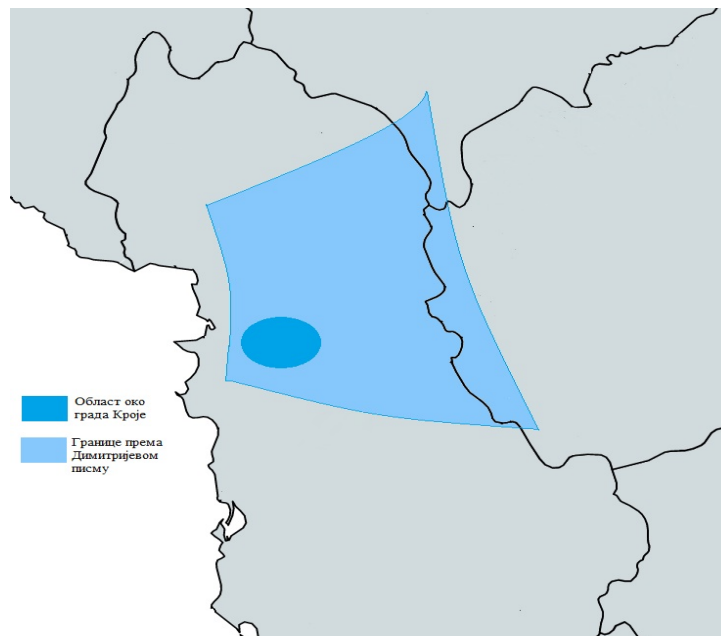 Област око
града Кроје
Границе према
Димитријевом
писму